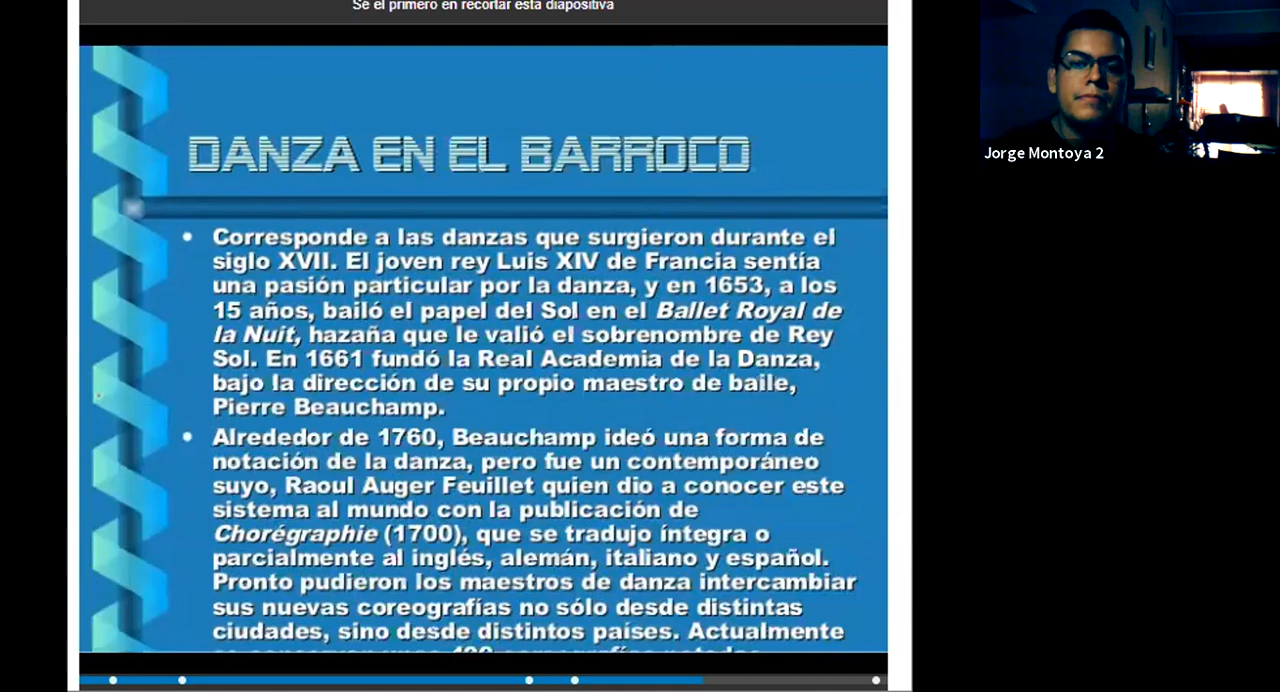 Se el primero en recortar esta diapositiva
DANZA EN EL BARROCO
• Corresponde a las danzas que surgieron durante el
siglo XVII. El joven rey Luis XIV de Francia sentía
una pasión particular por la danza, y en 1653, a los
15 años, bailó el papel del Sol en el Ballet Royal de
la Nuit, hazaña que le valió el sobrenombre de Rey
Sol. En 1661 fundó la Real Academia de la Danza,
bajo la dirección de su propio maestro de baile,
Pierre Beauchamp.
• Alrededor de 1760, Beauchamp ideó una forma de
notación de la danza, pero fue un contemporáneo
suyo, Raoul Auger Feuillet quien dio a conocer este
sistema al mundo con la publicación de
Chorégraphie (1700), que se tradujo íntegra o
parcialmente al inglés, alemán, italiano y español.
Pronto pudieron los maestros de danza intercambiar
sus nuevas coreografías no sólo desde distintas
ciudades, sino desde distintos países. Actualmente
Jorge Montoya 2